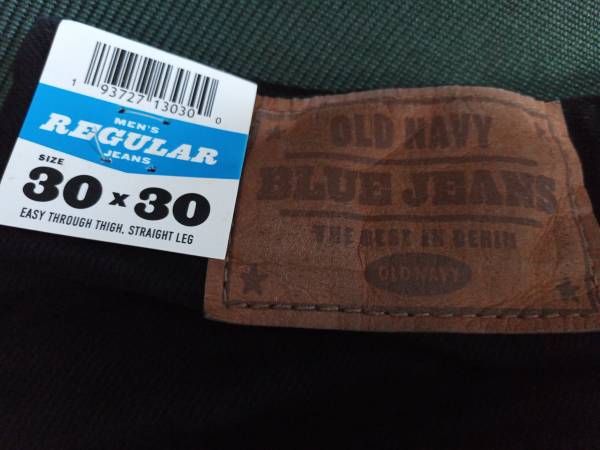 1 93727 13030 0
MEN'S
REGULAR
JEANS
SIZE
30 x 30
EASY THROUGH THIGH, STRAIGHT LEG
OLD NAVY
BLUE JEANS
THE BEST IN DENIM
OLD NAVY